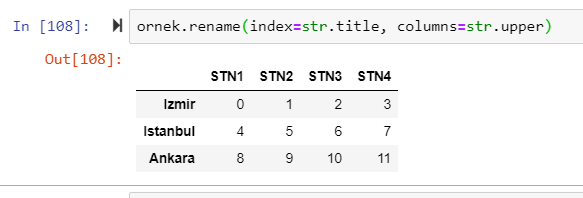 In [108]: ornek.rename(index=str.title, columns=str.upper)
Out[108]:
STN1 STN2 STN3 STN4
Izmir 0 1 2 3
Istanbul 4 5 6 7
Ankara 8 9 10 11